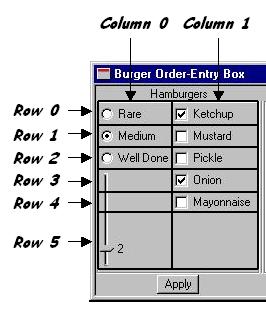 Column 0 Column 1
Burger Order-Entry Box
Hamburgers
Row 0 Rare Ketchup
Row 1 Medium Mustard
Row 2 Well Done Pickle
Row 3 Onion
Row 4 Mayonnaise
Row 5 2
Apply